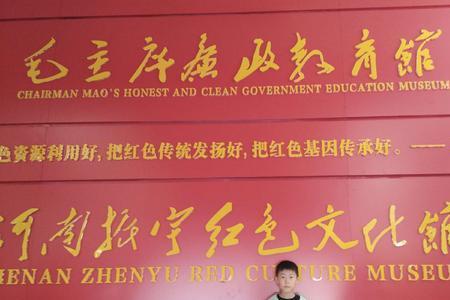 毛主席廉政教育館
CHAIRMAN MAO'S HONEST AND CLEAN GOVERNMENT EDUCATION MUSEUM
色资源利用好,把红色传统发扬好,把红色基因传承好。——
河南振宇红色文化館
HENAN ZHENYU RED CULTURE MUSEUM